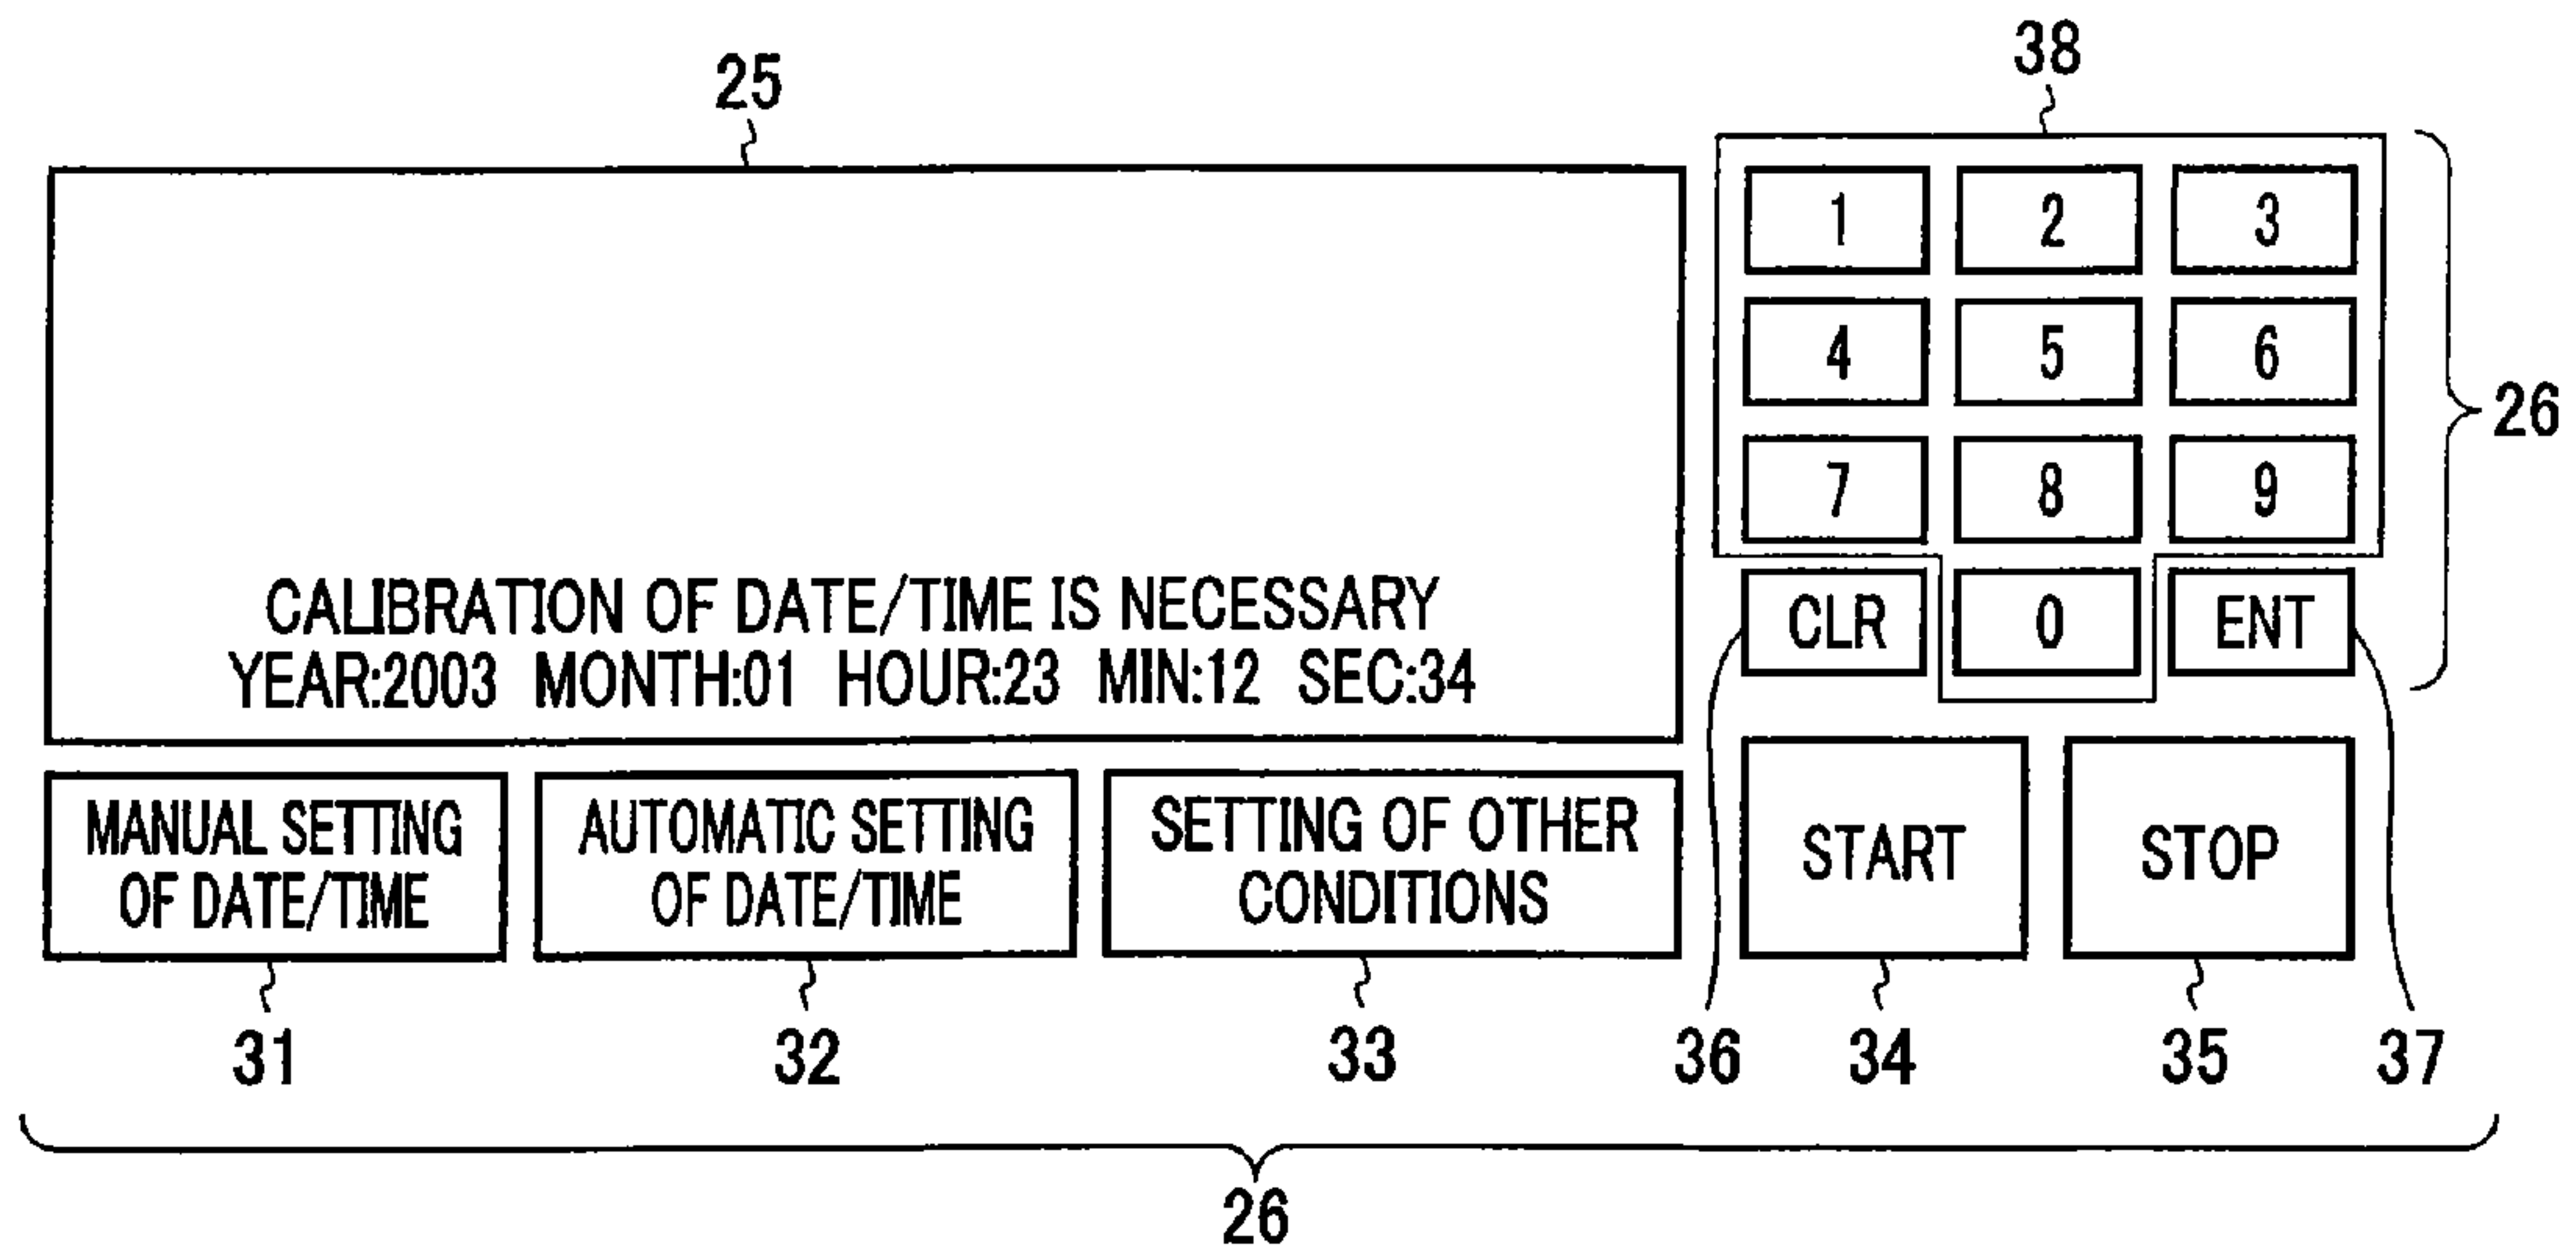 38
25
1 2 3
4 5 6
26
7 8 9
CALIBRATION OF DATE/TIME IS NECESSARY
YEAR:2003 MONTH:01 HOUR:23 MIN:12 SEC:34
CLR 0 ENT
MANUAL SETTING
OF DATE/TIME
AUTOMATIC SETTING
OF DATE/TIME
SETTING OF OTHER
CONDITIONS
START
STOP
31 32 33 36 34 35 37
26